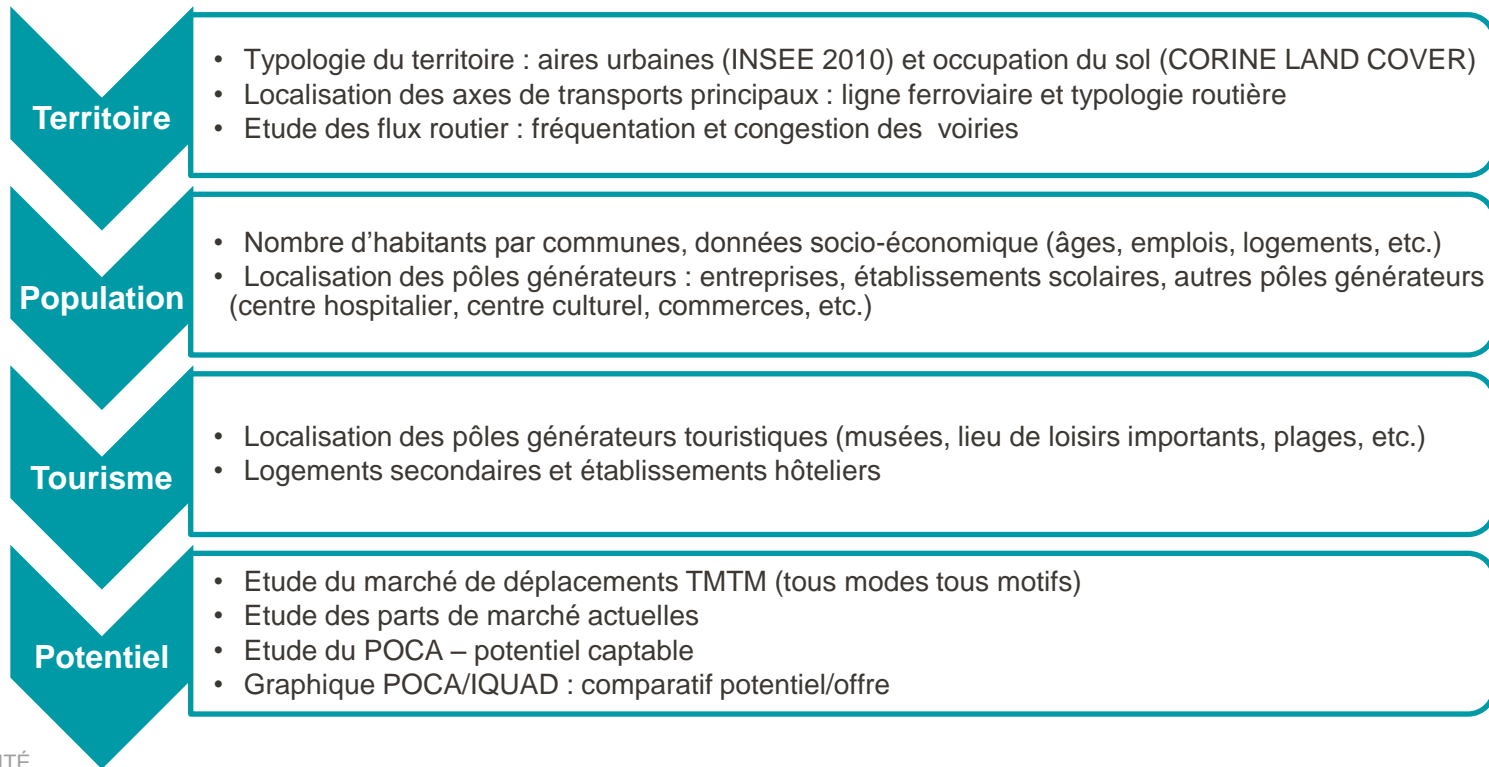 Territoire
• Typologie du territoire : aires urbaines (INSEE 2010) et occupation du sol (CORINE LAND COVER)
• Localisation des axes de transports principaux : ligne ferroviaire et typologie routière
• Etude des flux routier : fréquentation et congestion des voiries
Population
• Nombre d'habitants par communes, données socio-économique (âges, emplois, logements, etc.)
• Localisation des pôles générateurs : entreprises, établissements scolaires, autres pôles générateurs
(centre hospitalier, centre culturel, commerces, etc.)
Tourisme
• Localisation des pôles générateurs touristiques (musées, lieu de loisirs importants, plages, etc.)
• Logements secondaires et établissements hôteliers
Potentiel
• Etude du marché de déplacements TMTM (tous modes tous motifs)
• Etude des parts de marché actuelles
• Etude du POCA – potentiel captable
• Graphique POCA/IQUAD : comparatif potentiel/offre